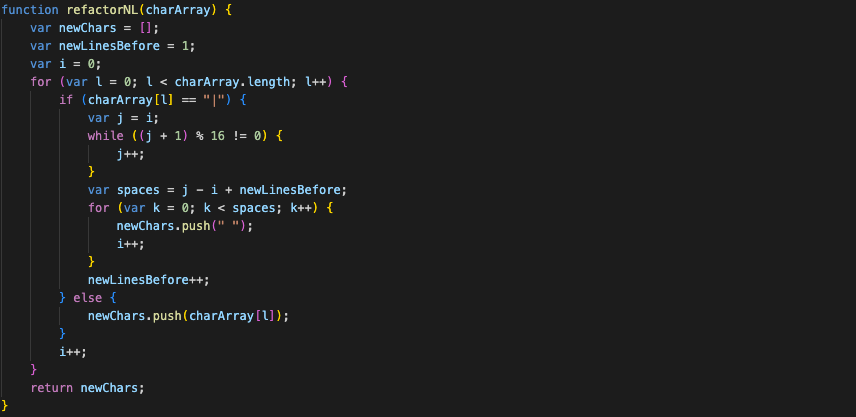 function refactorNL(charArray) {
    var newChars = [];
    var newLinesBefore = 1;
    var i = 0;
    for (var l = 0; l < charArray.length; l++) {
        if (charArray[l] == "|") {
            var j = i;
            while ((j + 1) % 16 != 0) {
                j++;
            }
            var spaces = j - i + newLinesBefore;
            for (var k = 0; k < spaces; k++) {
                newChars.push(" ");
                i++;
            }
            newLinesBefore++;
        } else {
            newChars.push(charArray[l]);
        }
        i++;
    }
    return newChars;
}